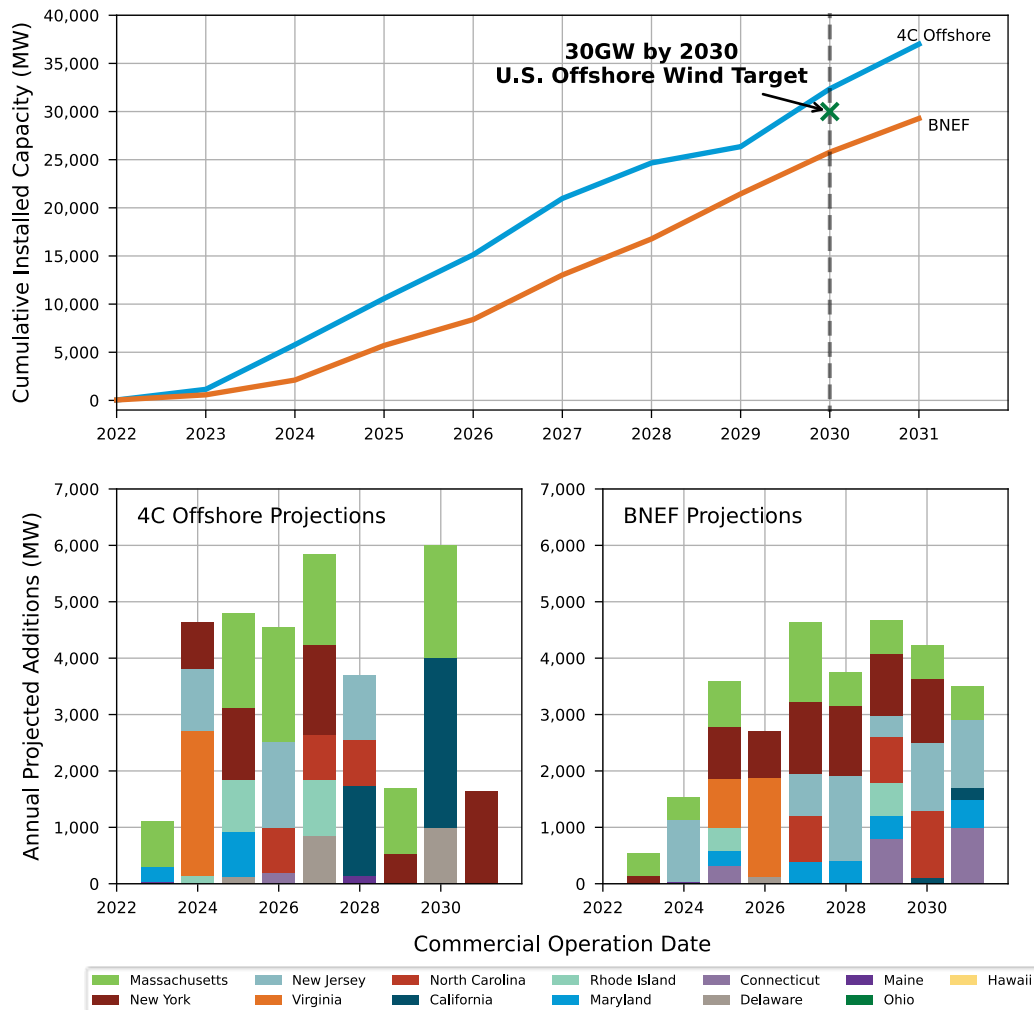 40,000
35,000
30,000
25,000
20,000
15,000
10,000
5,000
0
Cumulative Installed Capacity (MW)
4C Offshore
30GW by 2030
U.S. Offshore Wind Target
BNEF
2022 2023 2024 2025 2026 2027 2028 2029 2030 2031
Annual Projected Additions (MW)
7,000
6,000
5,000
4,000
3,000
2,000
1,000
0
4C Offshore Projections
2022 2024 2026 2028 2030
7,000
6,000
5,000
4,000
3,000
2,000
1,000
0
BNEF Projections
2022 2024 2026 2028 2030
Commercial Operation Date
Massachusetts New Jersey North Carolina Rhode Island Connecticut Maine Hawaii
New York Virginia California Maryland Delaware Ohio